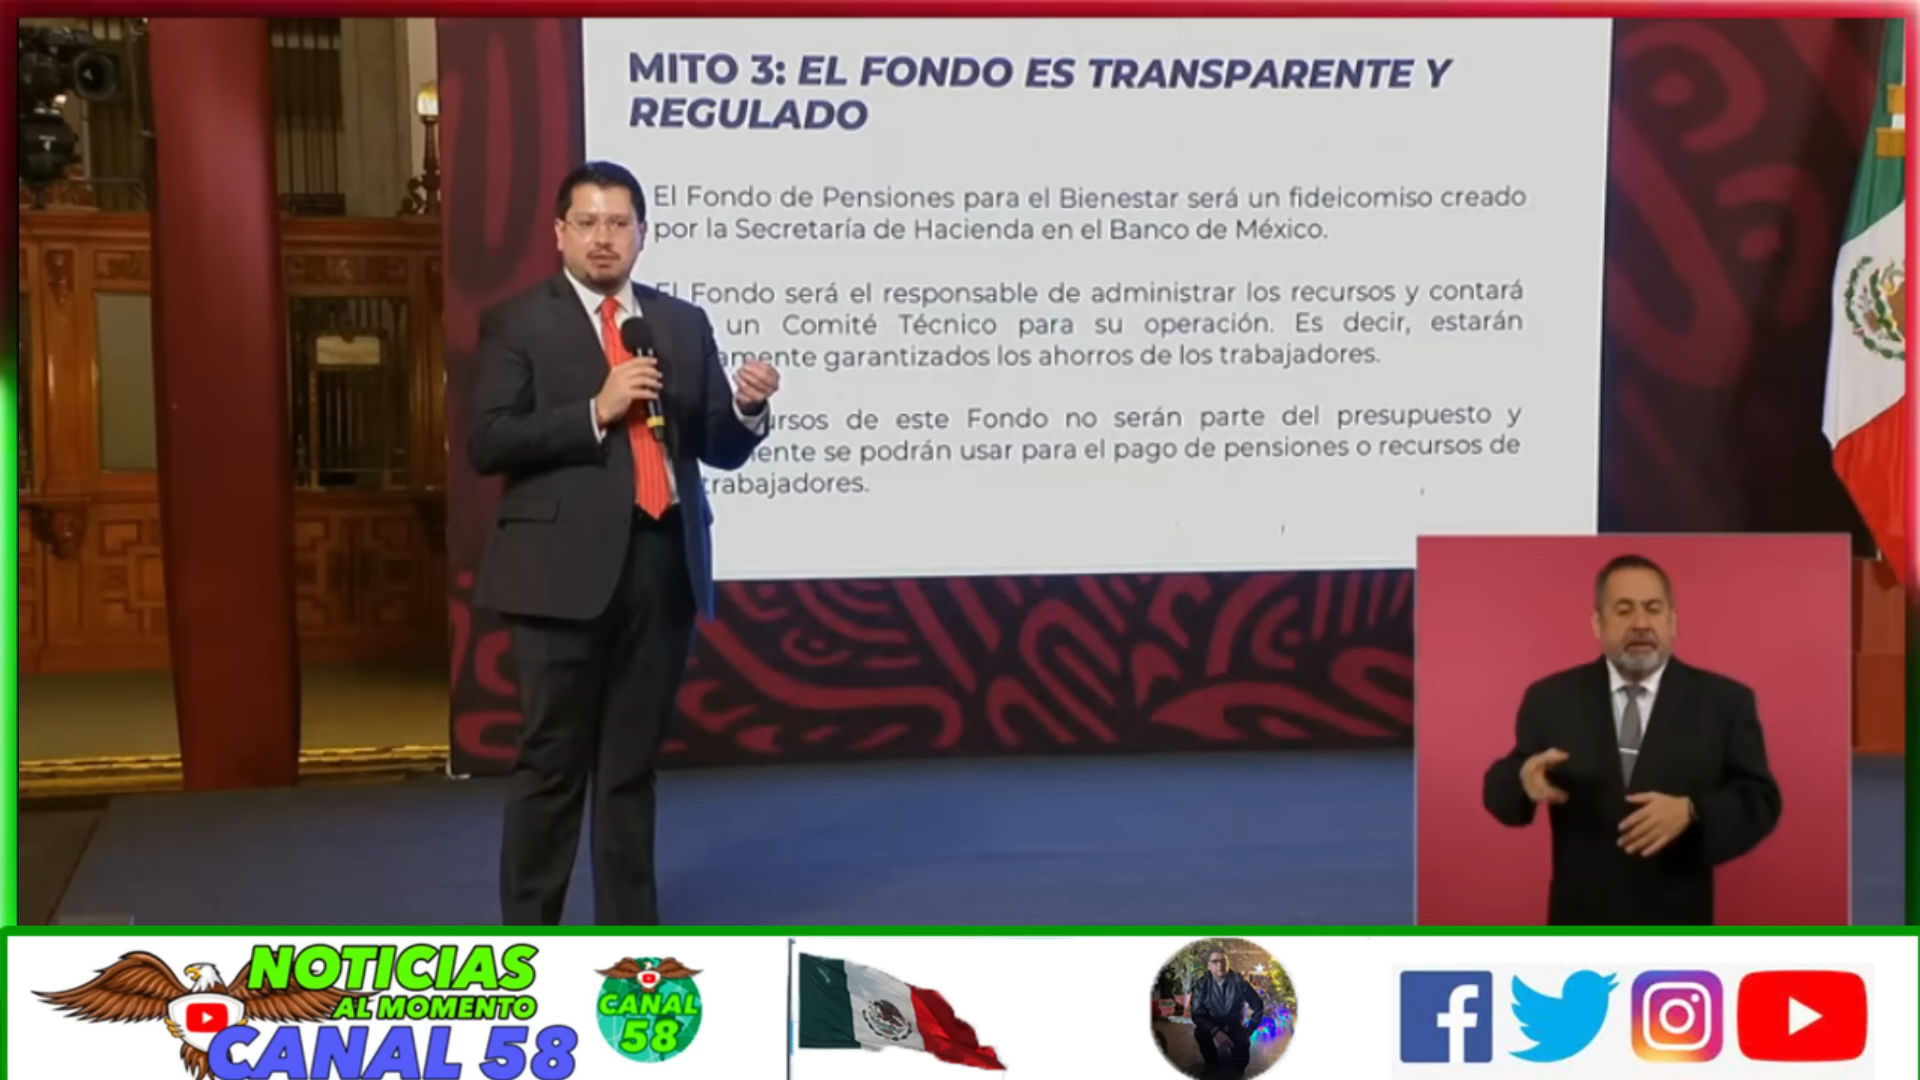 MITO 3: EL FONDO ES TRANSPARENTE Y
REGULADO
El Fondo de Pensiones para el Bienestar será un fideicomiso creado
por la Secretaría de Hacienda en el Banco de México.
El Fondo será el responsable de administrar los recursos y contará
un Comité Técnico para su operación. Es decir, estarán
garantizados los ahorros de los trabajadores.
de este Fondo no serán parte del presupuesto y
se podrán usar para el pago de pensiones o recursos de
trabajadores.
NOTICIAS
AL MOMENTO
CANAL 58
CANAL
58